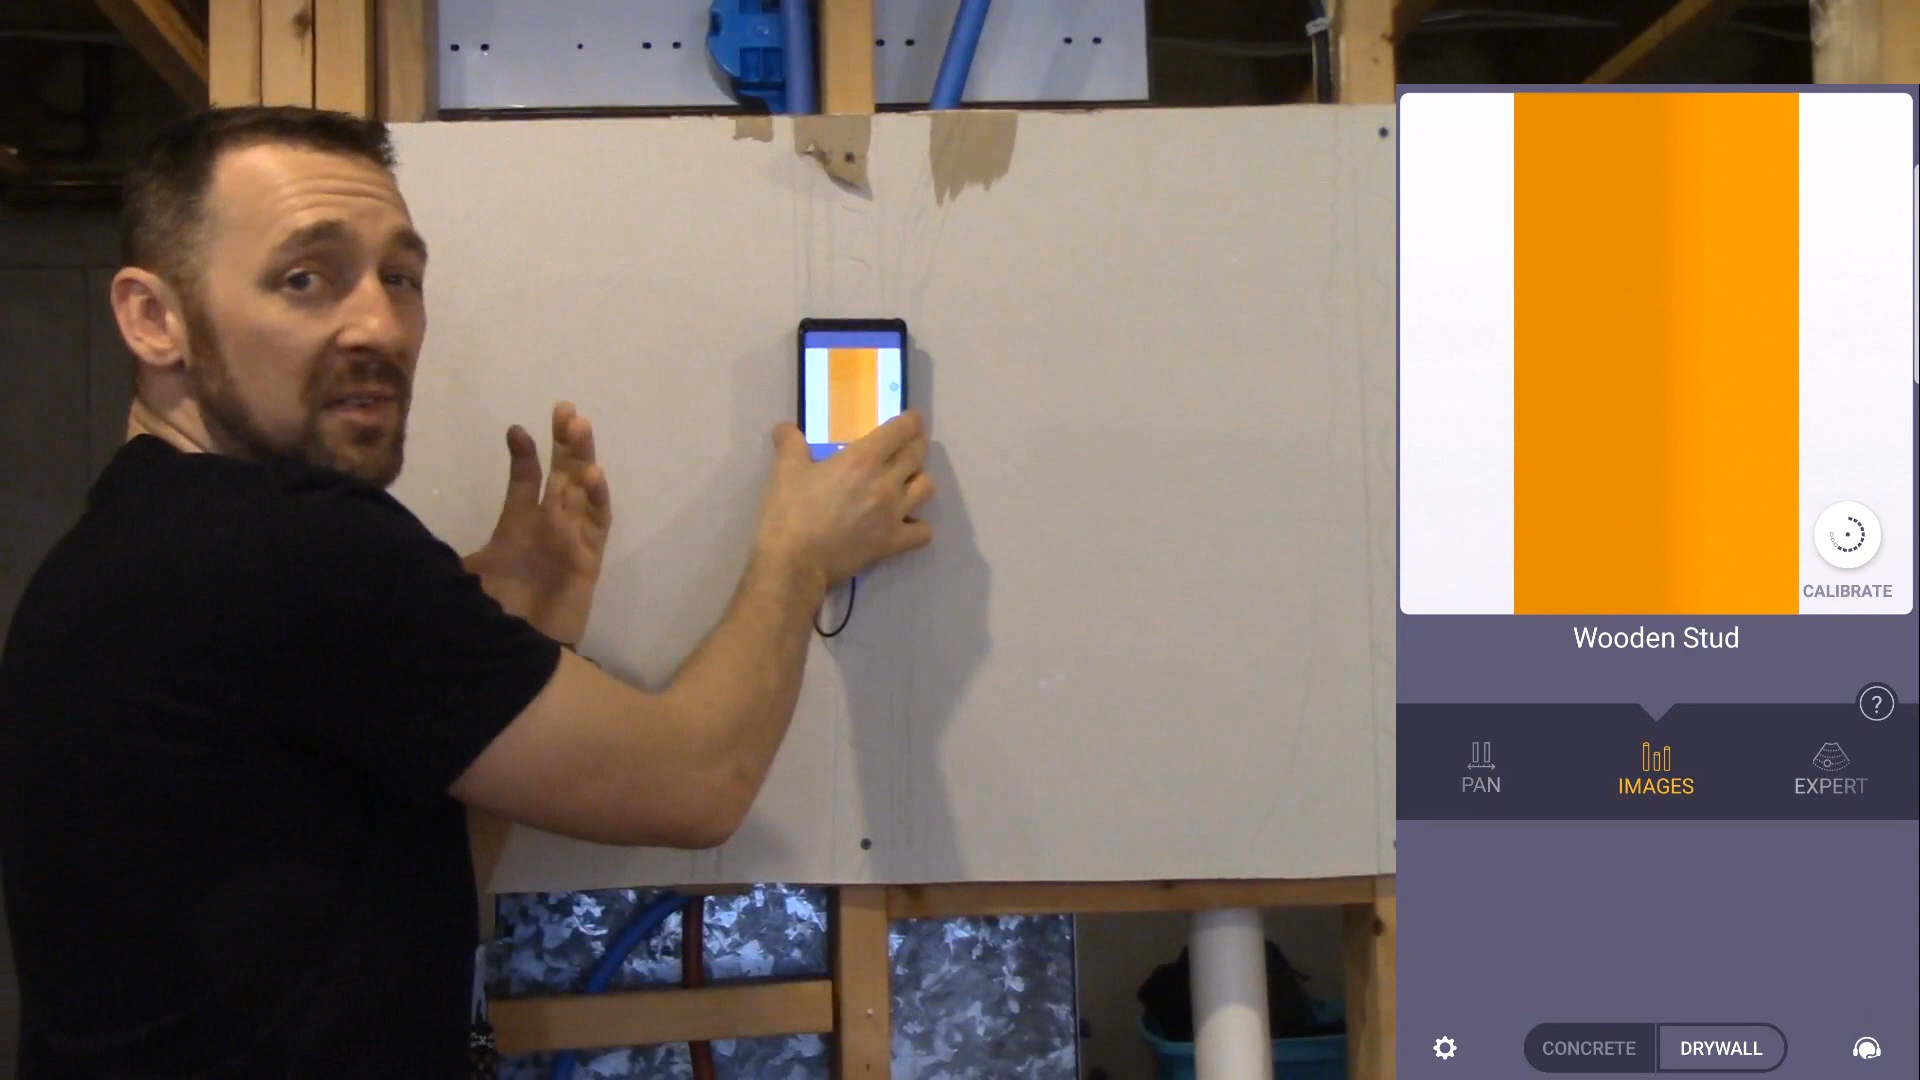 CALIBRATE
Wooden Stud
?
PAN
IMAGES
EXPERT
CONCRETE
DRYWALL